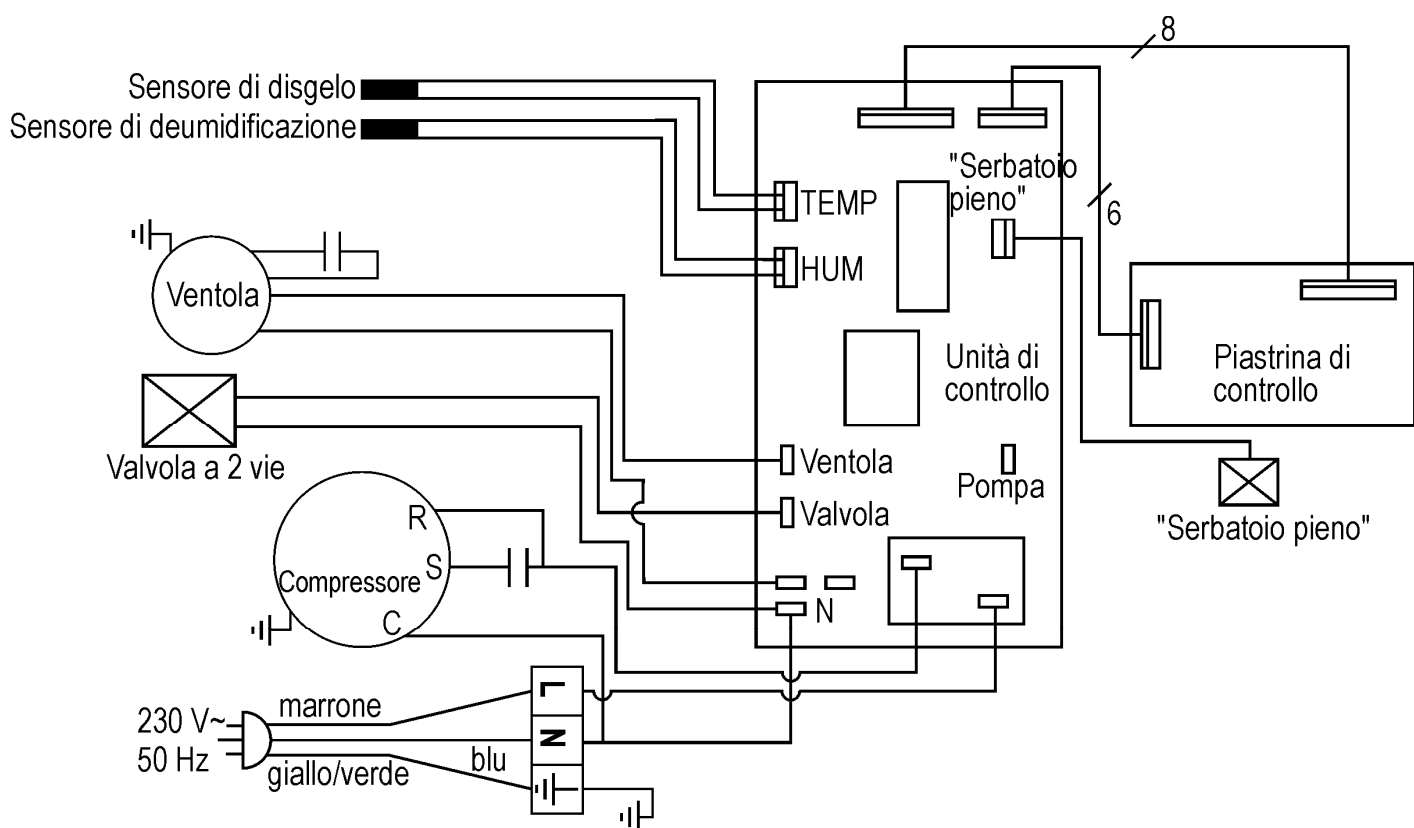 8
Sensore di disgelo
Sensore di deumidificazione
"Serbatoio
pieno"
TEMP
6
HUM
Ventola
Unità di
controllo
Piastrina di
controllo
Valvola a 2 vie
Ventola
Pompa
R
Valvola
"Serbatoio pieno"
S
Compressore
N
C
L
marrone
230 V~
N
50 Hz
blu
giallo/verde